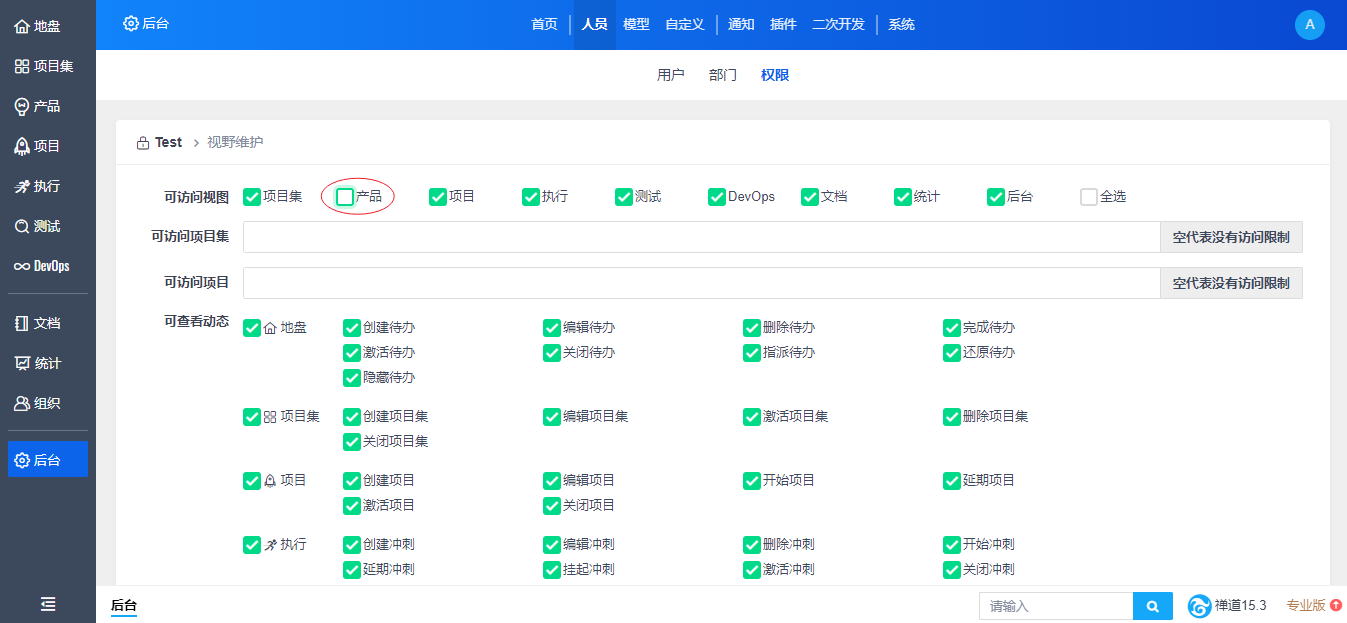 地盘
项目集
产品
项目
执行
测试
DevOps
文档
统计
组织
后台
后台
首页 人员 模型 自定义 通知 插件 二次开发 系统
A
用户 部门 权限
Test > 视野维护
可访问视图 项目集 产品 项目 执行 测试 DevOps 文档 统计 后台 全选
可访问项目集 空代表没有访问限制
可访问项目 空代表没有访问限制
可查看动态 地盘 创建待办 编辑待办 删除待办 完成待办
激活待办 关闭待办 指派待办 还原待办
隐藏待办
项目集 创建项目集 编辑项目集 激活项目集 删除项目集
关闭项目集
项目 创建项目 编辑项目 开始项目 延期项目
激活项目 关闭项目
执行 创建冲刺 编辑冲刺 删除冲刺 开始冲刺
延期冲刺 挂起冲刺 激活冲刺 关闭冲刺
后台 请输入 禅道15.3 专业版